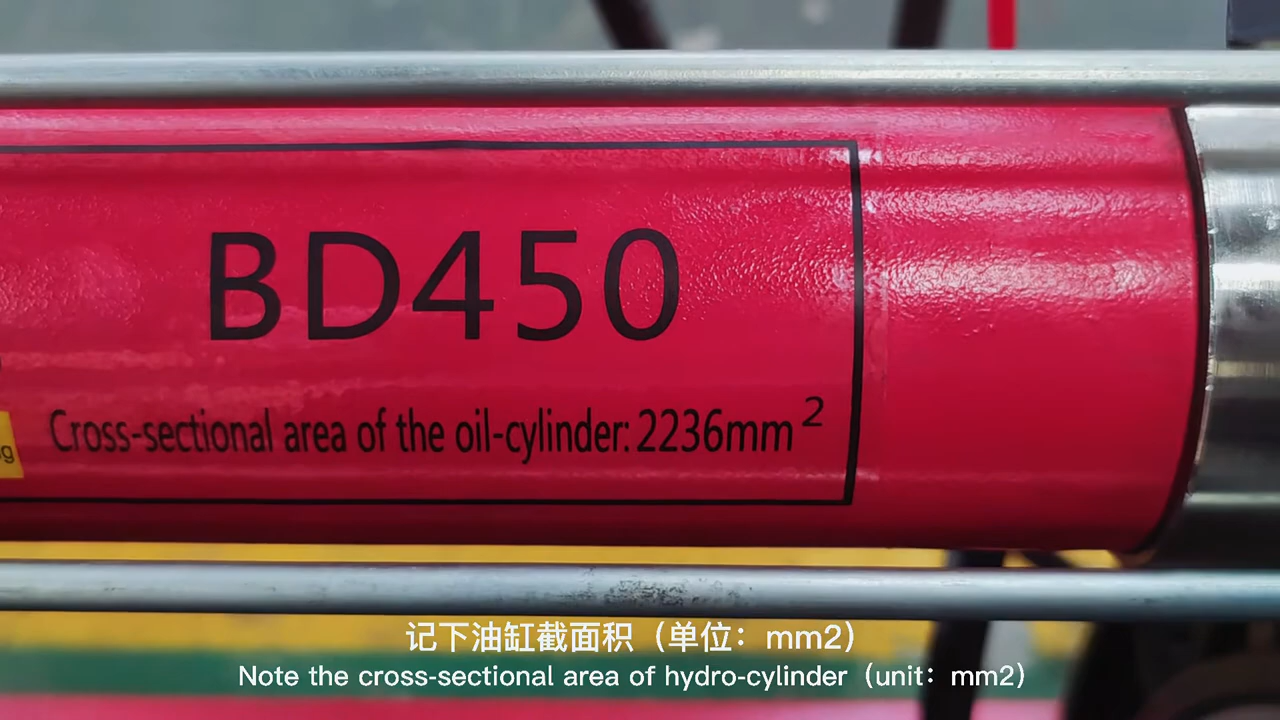 BD450
Cross-sectional area of the oil-cylinder: 2236mm²
记下油缸截面积（单位：mm2）
Note the cross-sectional area of hydro-cylinder（unit：mm2）